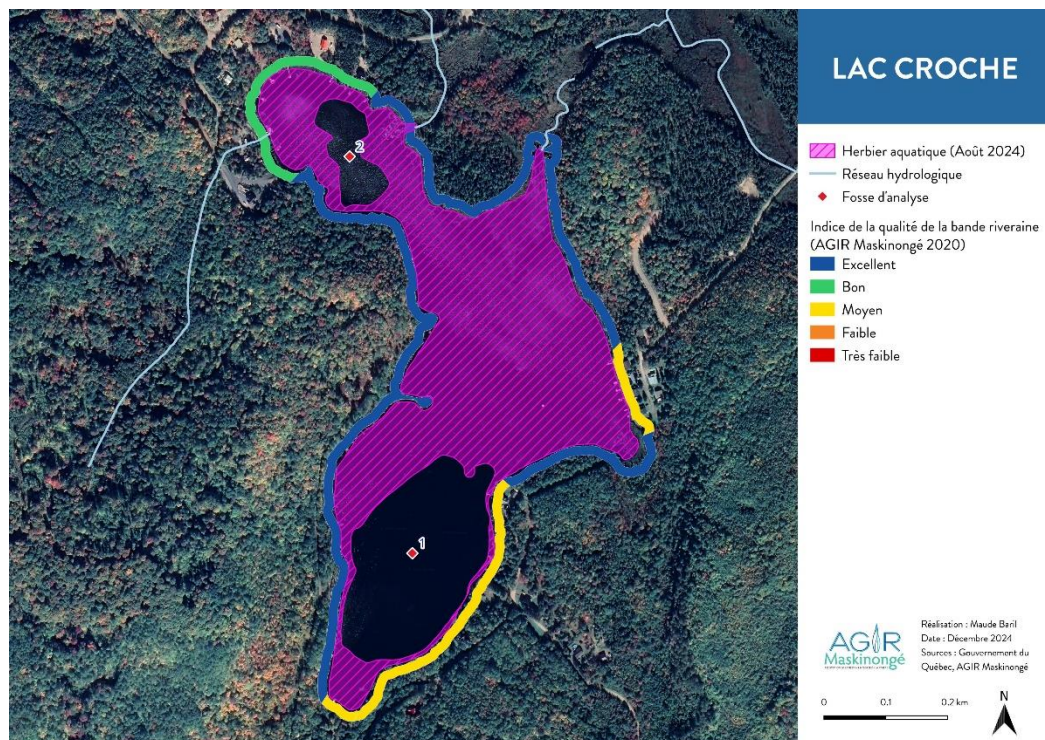 LAC CROCHE
Herbier aquatique (Août 2024)
Réseau hydrologique
Fosse d'analyse
Indice de la qualité de la bande riveraine
(AGIR Maskinongé 2020)
Excellent
Bon
Moyen
Faible
Très faible
2
1
AGIR
Maskinongé
Réalisation : Maude Baril
Date : Décembre 2024
Sources : Gouvernement du
Québec, AGIR Maskinongé
0 0.1 0.2 km
N